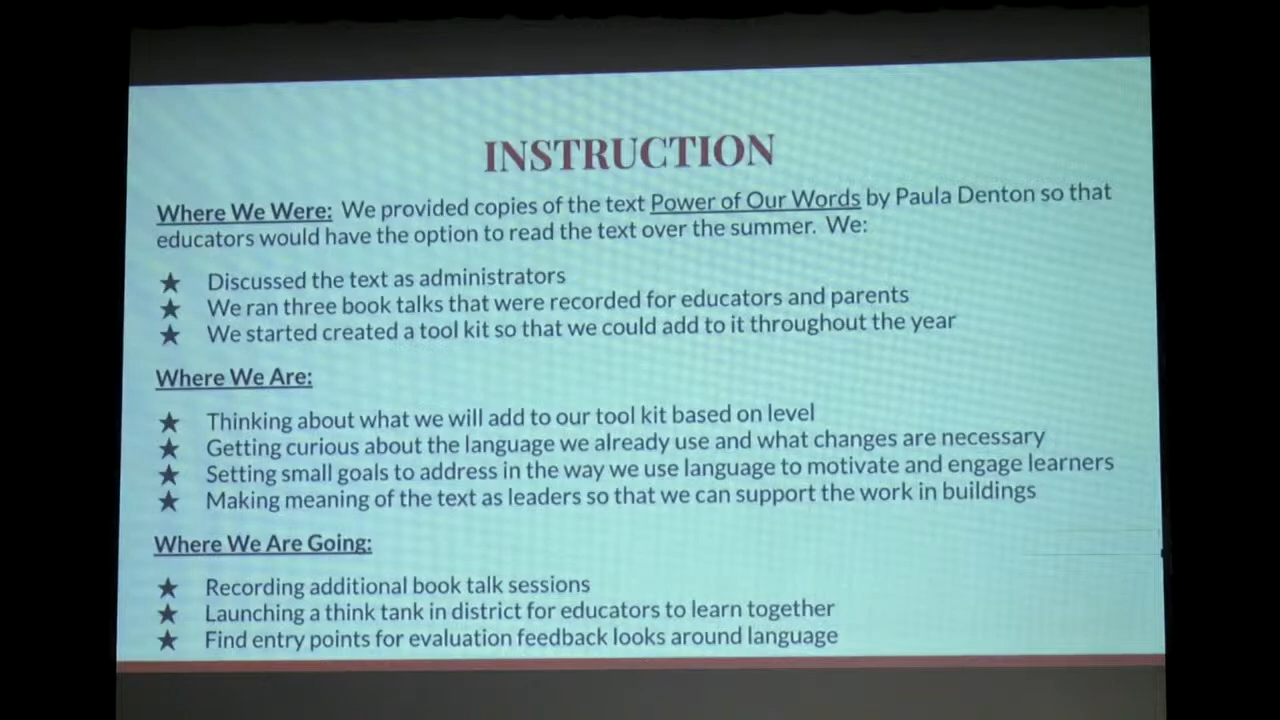 INSTRUCTION
Where We Were: We provided copies of the text Power of Our Words by Paula Denton so that
educators would have the option to read the text over the summer. We:
★ Discussed the text as administrators
★ We ran three book talks that were recorded for educators and parents
★ We started created a tool kit so that we could add to it throughout the year
Where We Are:
★ Thinking about what we will add to our tool kit based on level
★ Getting curious about the language we already use and what changes are necessary
★ Setting small goals to address in the way we use language to motivate and engage learners
★ Making meaning of the text as leaders so that we can support the work in buildings
Where We Are Going:
★ Recording additional book talk sessions
★ Launching a think tank in district for educators to learn together
★ Find entry points for evaluation feedback looks around language